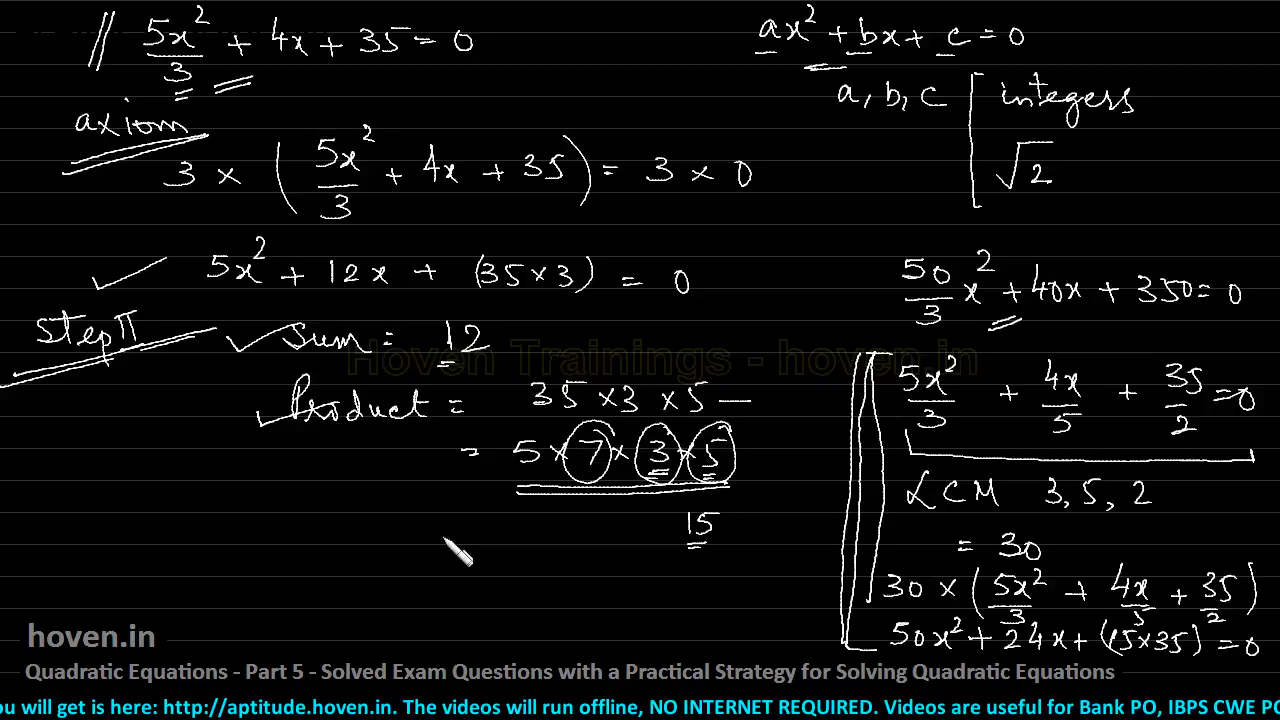 // 5x²/3 + 4x + 35 = 0
axiom
3 × (5x²/3 + 4x + 35) = 3 × 0
✓ 5x² + 12x + (35×3) = 0
Step II
✓ Sum = 12
✓ Product = 35 × 3 × 5 —
= 5 × 7 × 3 × 5
15
ax² + bx + c = 0
a, b, c [ integers
√2
50/3 x² + 40x + 350 = 0
5x²/3 + 4x/5 + 35/2 = 0
LCM 3, 5, 2
= 30
30 × (5x²/3 + 4x/5 + 35/2)
50x² + 24x + (15×35) = 0
Hoven Trainings - hoven.in
hoven.in
Quadratic Equations - Part 5 - Solved Exam Questions with a Practical Strategy for Solving Quadratic Equations
ou will get is here: http://aptitude.hoven.in. The videos will run offline, NO INTERNET REQUIRED. Videos are useful for Bank PO, IBPS CWE PO